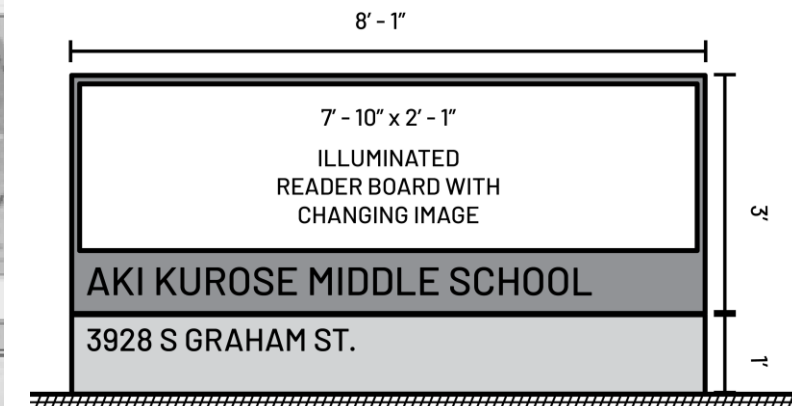 8′ - 1″
7′ - 10″ x 2′ - 1″
ILLUMINATED
READER BOARD WITH
CHANGING IMAGE
3′
AKI KUROSE MIDDLE SCHOOL
3928 S GRAHAM ST.
1′